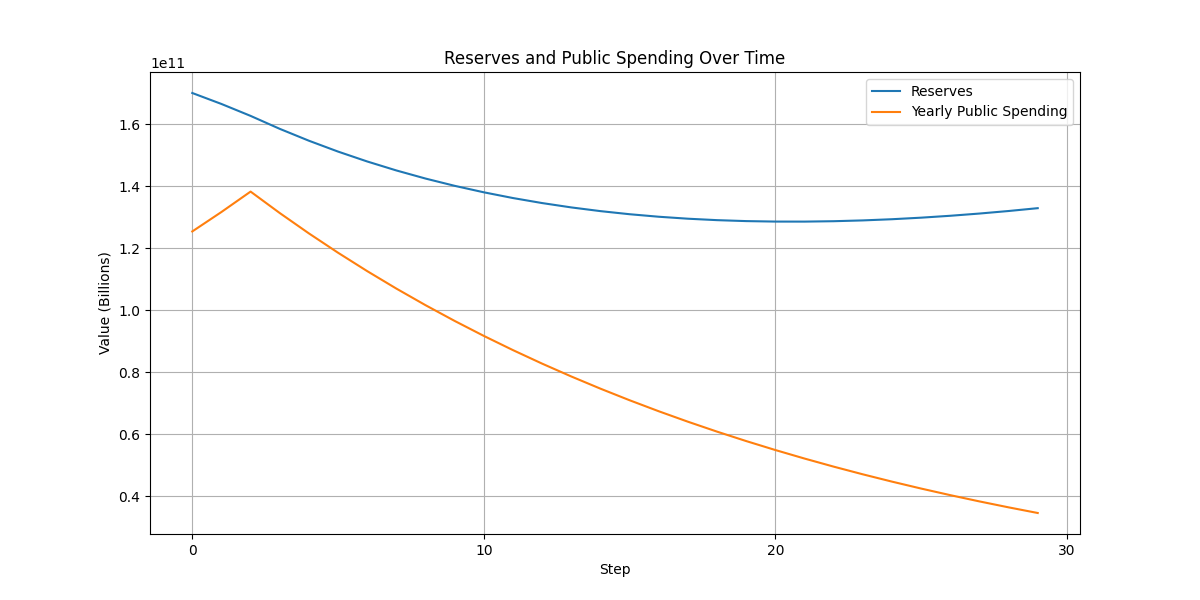 Reserves and Public Spending Over Time
1e11
Reserves
Yearly Public Spending
1.6
1.4
1.2
1.0
0.8
0.6
0.4
Value (Billions)
0
10
20
30
Step